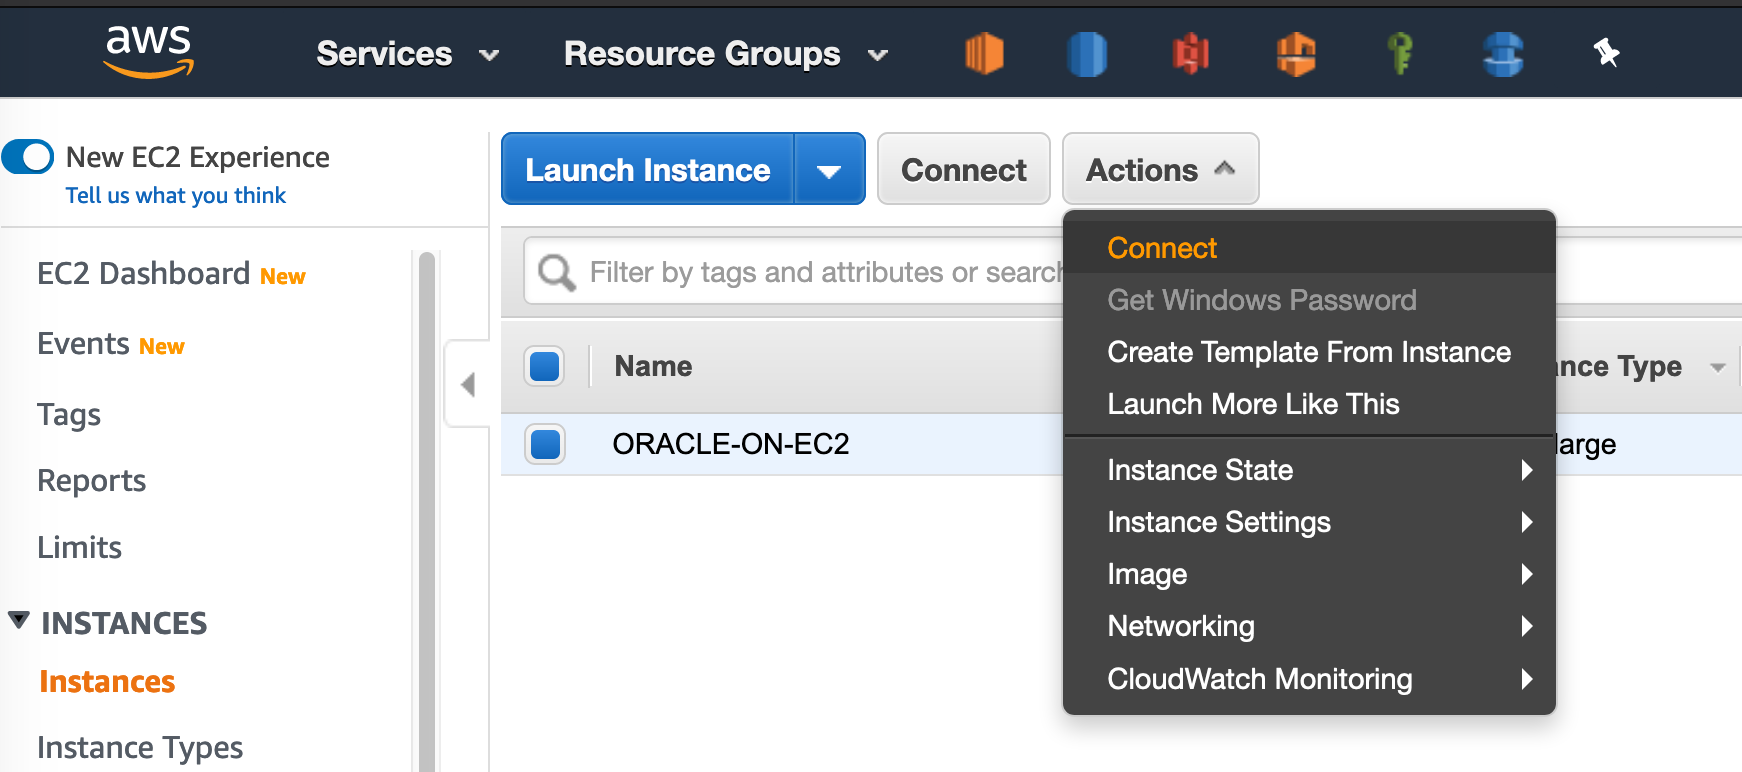 aws
Services
Resource Groups
New EC2 Experience
Tell us what you think
EC2 Dashboard New
Events New
Tags
Reports
Limits
INSTANCES
Instances
Instance Types
Launch Instance
Connect
Actions
Filter by tags and attributes or search
Name
Type
ORACLE-ON-EC2
large
Connect
Get Windows Password
Create Template From Instance
Launch More Like This
Instance State
Instance Settings
Image
Networking
CloudWatch Monitoring